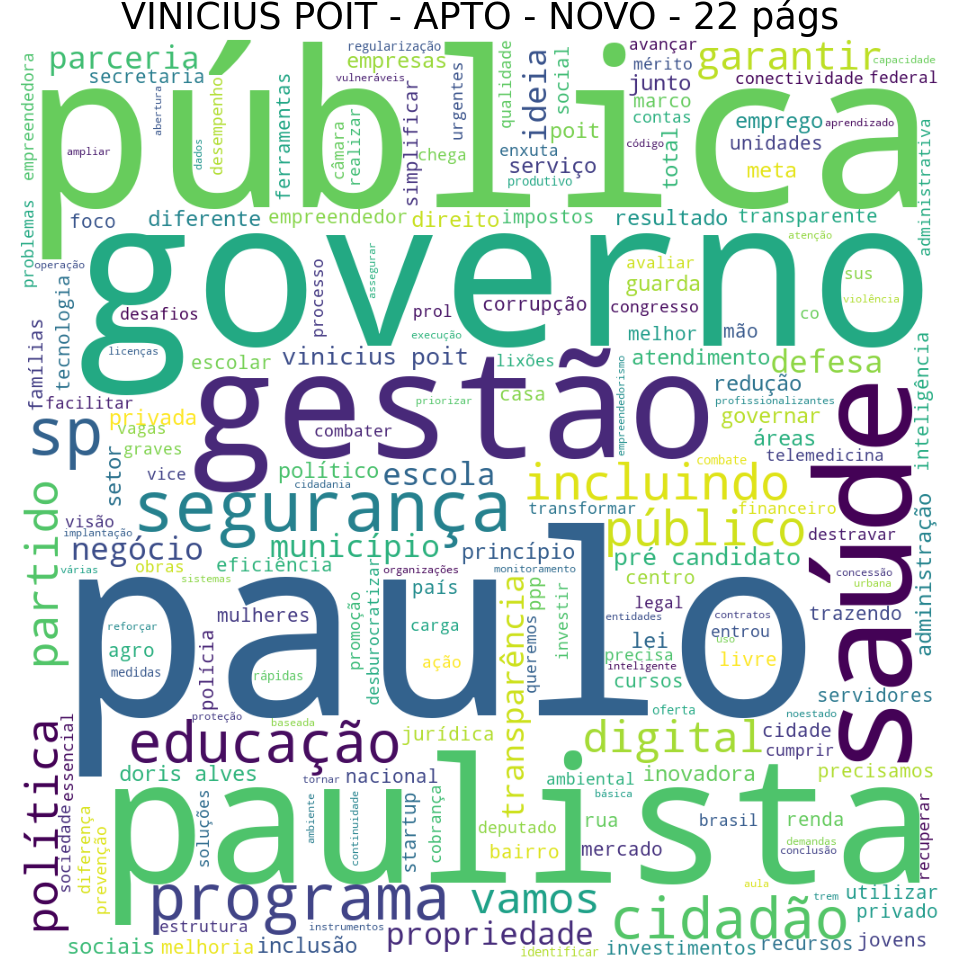 VINICIUS POIT - APTO - NOVO - 22 págs
parceria
regularização
empresas
avançar
garantir
capacidade
secretaria
vulneráveis
mérito
conectividade
federal
empreendedora
abertura
desempenho
ferramentas
simplificar
urgentes
qualidade
ideia
social
junto
marco
contas
emprego
aprendizado
pública
ampliar
dados
câmara
realizar
chega
enxuta
poit
serviço
produtivo
código
total
unidades
meta
administrativa
problemas
foco
diferente
empreendedor
direito
impostos
resultado
transparente
governo
operação
tecnologia
desafios
processo
assegurar
prol
corrupção
execução
avaliar
guarda
congresso
atenção
sus
violência
co
melhor
mão
famílias
licenças
escolar
vinicius poit
lixões
atendimento
defesa
gestão
facilitar
privada
vagas
graves
combater
priorizar
casa
empreendedorismo
redução
profissionalizantes
governar
inteligência
sp
setor
vice
político
cidadania
escola
áreas
telemedicina
combate
saúde
partido
visão
implantação
segurança
incluindo
transformar
financeiro
público
destravar
negócio
várias
obras
sistemas
eficiência
município
organizações
princípio
monitoramento
pré candidato
concessão
urbana
administração
paulo
reforçar
agro
medidas
polícia
mulheres
rápidas
promoção
desburocratizar
país
carga
ação
transparência
queremos
ppp
investir
centro
legal
entidades
lei
precisa
inteligente
cursos
contratos
entrou
uso
livre
trazendo
servidores
política
essencial
sociedade
proteção
baseada
educação
jurídica
oferta
digital
noestado
cidade
cumprir
doris alves
tornar
nacional
ambiental
básica
inovadora
precisamos
paulista
diferença
prevenção
soluções
ambiente
continuidade
startup
cobrança
deputado
bairro
rua
mercado
brasil
renda
demandas
conclusão
recuperar
programa
vamos
aula
trem
utilizar
cidadão
privado
estrutura
instrumentos
propriedade
sociais
melhoria
inclusão
identificar
investimentos
recursos
jovens